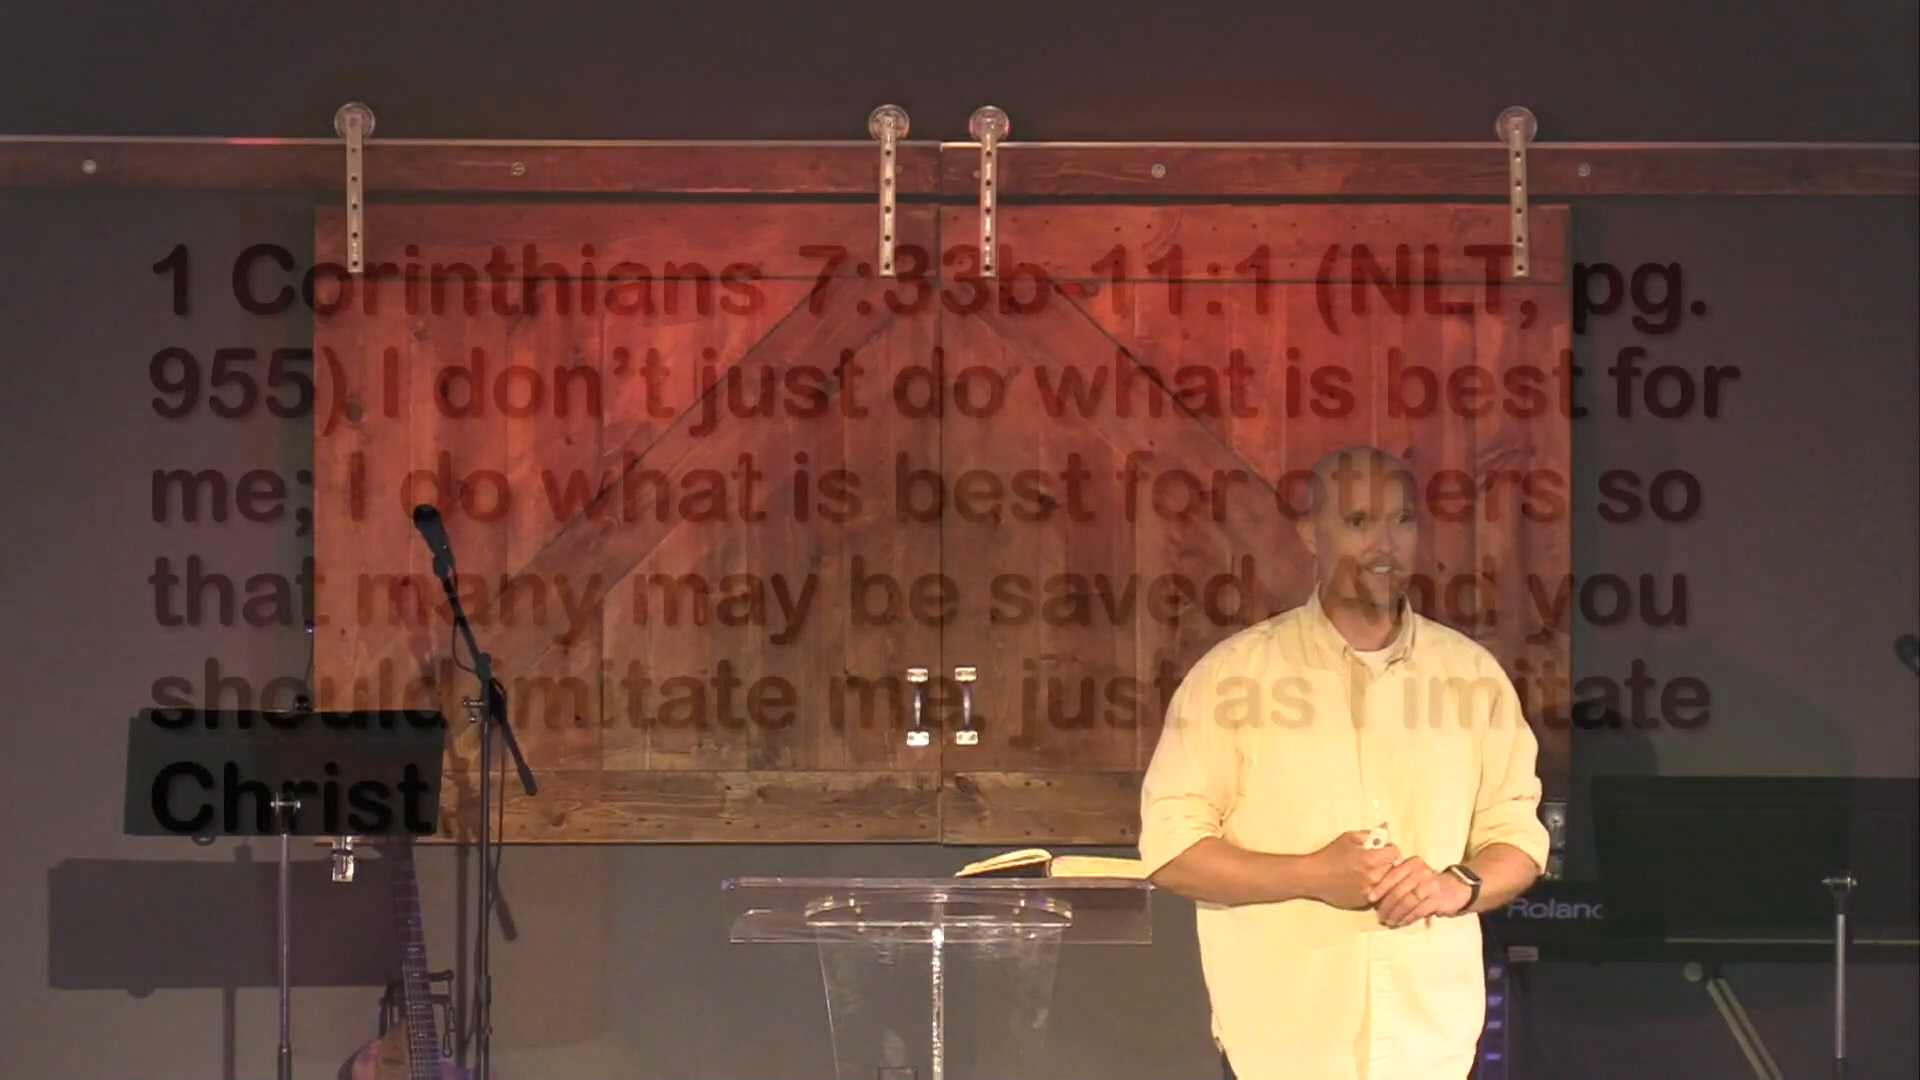 1 Corinthians 7:33b-11:1 (NLT, pg.
955) I don't just do what is best for
me; I do what is best for others so
that many may be saved. And you
should imitate me, just as I imitate
Christ.
Roland